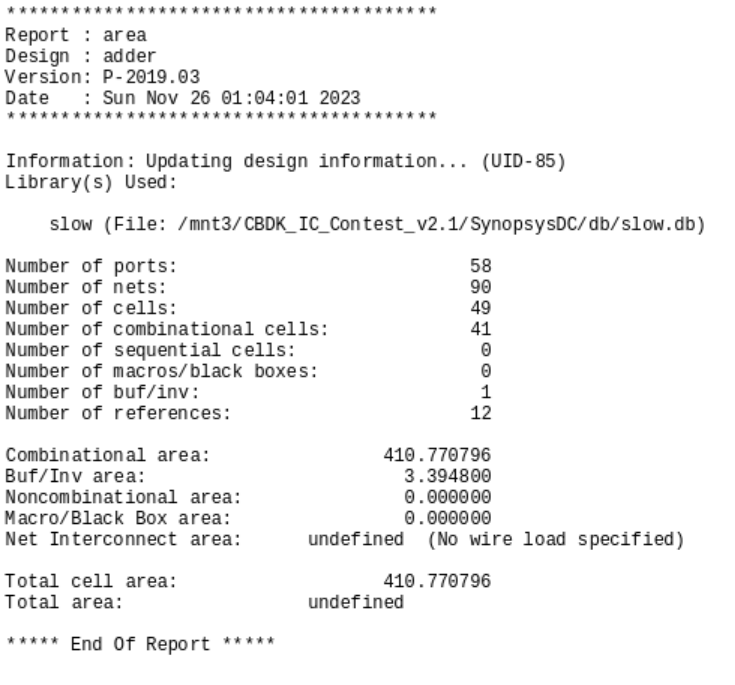 ****************************************
Report : area
Design : adder
Version: P-2019.03
Date   : Sun Nov 26 01:04:01 2023
****************************************
Information: Updating design information... (UID-85)
Library(s) Used:
slow (File: /mnt3/CBDK_IC_Contest_v2.1/SynopsysDC/db/slow.db)
Number of ports: 58
Number of nets: 90
Number of cells: 49
Number of combinational cells: 41
Number of sequential cells: 0
Number of macros/black boxes: 0
Number of buf/inv: 1
Number of references: 12
Combinational area: 410.770796
Buf/Inv area: 3.394800
Noncombinational area: 0.000000
Macro/Black Box area: 0.000000
Net Interconnect area: undefined (No wire load specified)
Total cell area: 410.770796
Total area: undefined
***** End Of Report *****